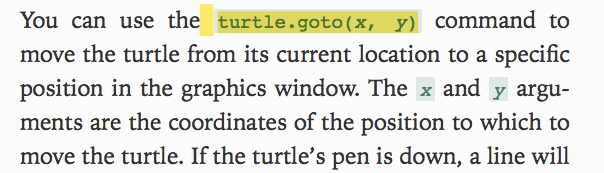 You can use the turtle.goto(x, y) command to
move the turtle from its current location to a specific
position in the graphics window. The x and y argu-
ments are the coordinates of the position to which to
move the turtle. If the turtle’s pen is down, a line will